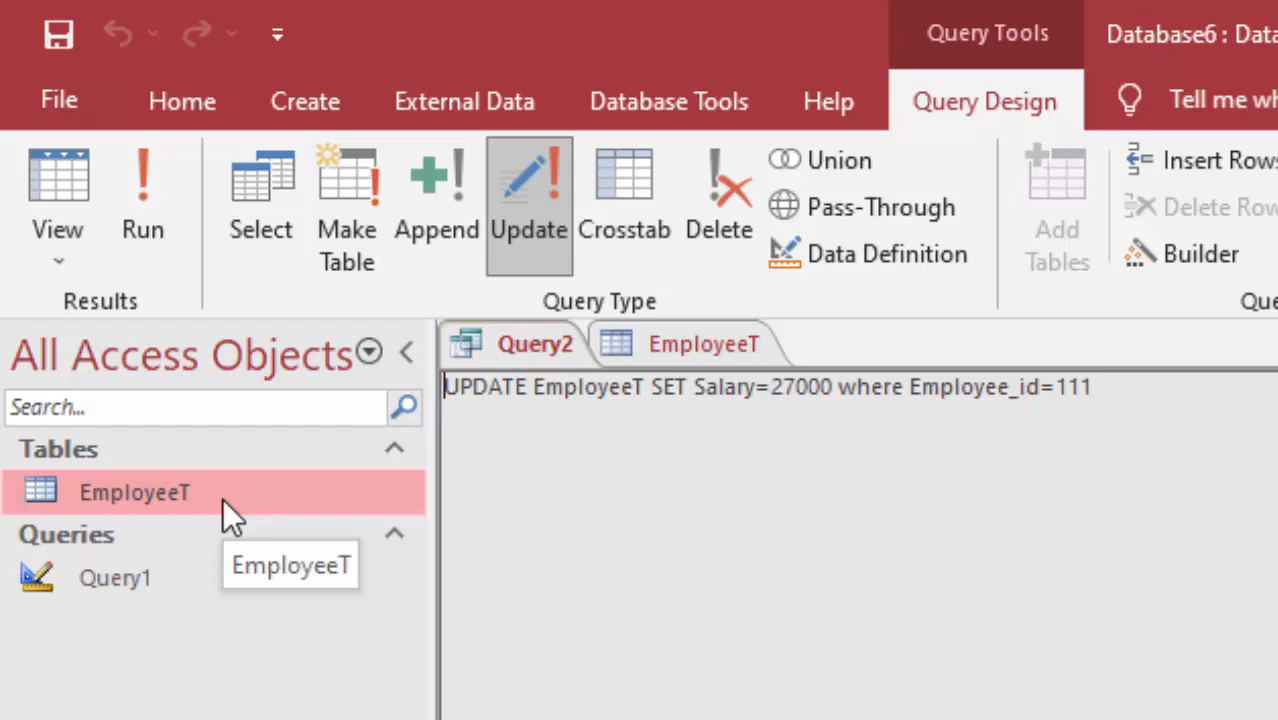 Query Tools
Database6 : Data
File Home Create External Data Database Tools Help Query Design Tell me wh
View Run Select Make Table Append Update Crosstab Delete
Union
Pass-Through
Data Definition
Add Tables
Insert Rows
Delete Row
Builder
Results Query Type Que
All Access Objects
Query2 EmployeeT
UPDATE EmployeeT SET Salary=27000 where Employee_id=111
Search...
Tables
EmployeeT
Queries
EmployeeT
Query1